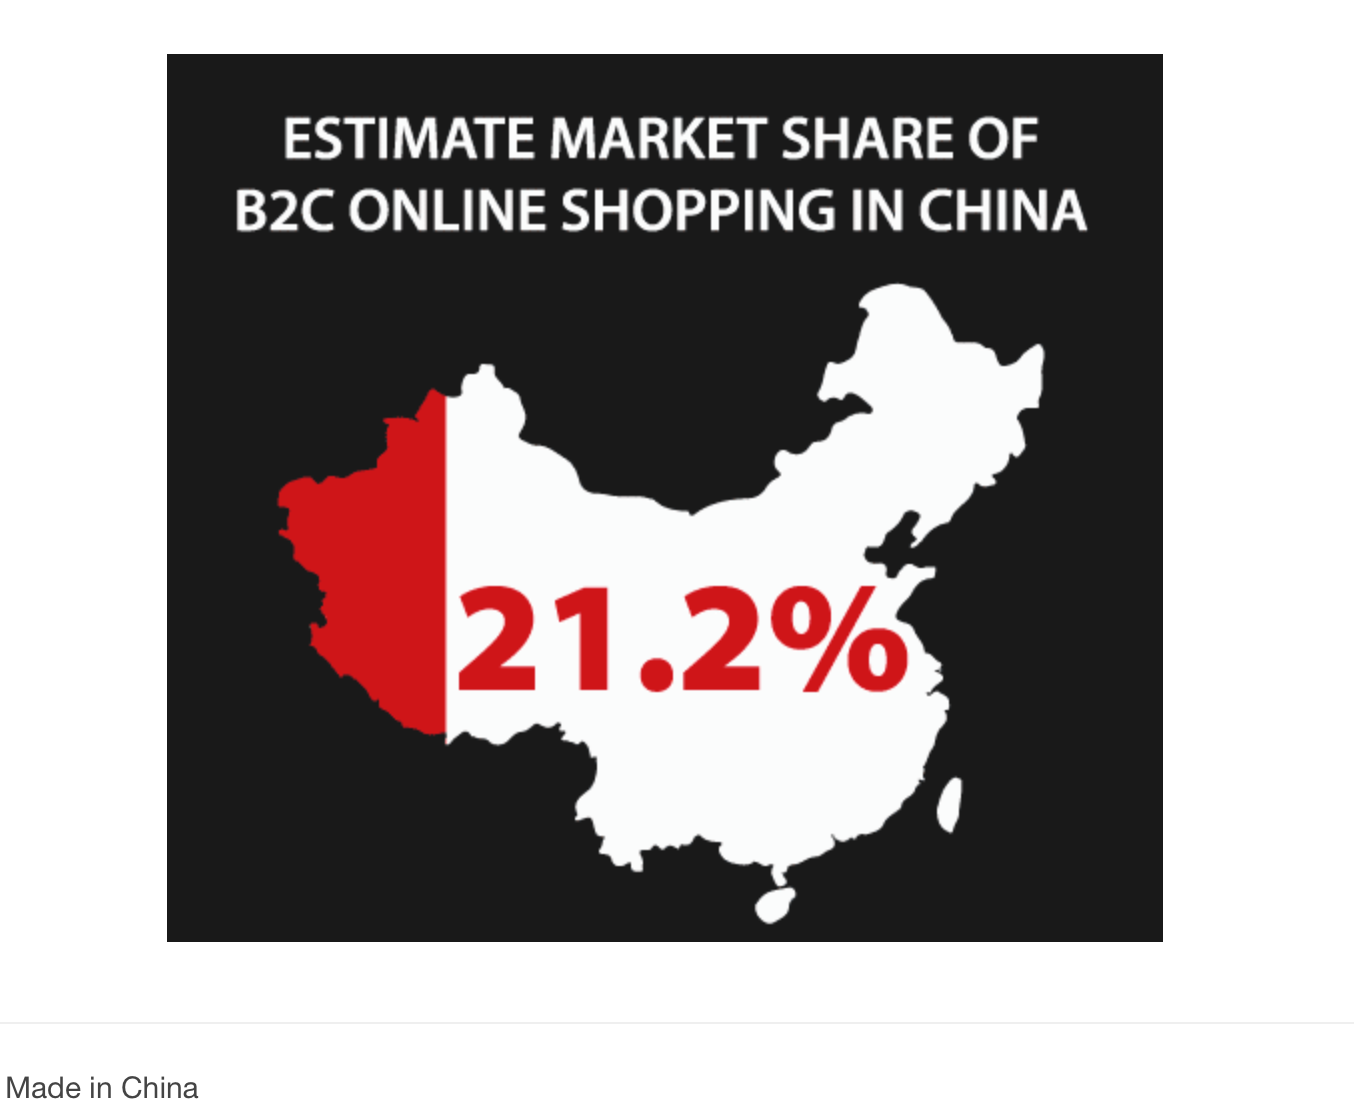 ESTIMATE MARKET SHARE OF
B2C ONLINE SHOPPING IN CHINA
21.2%
Made in China